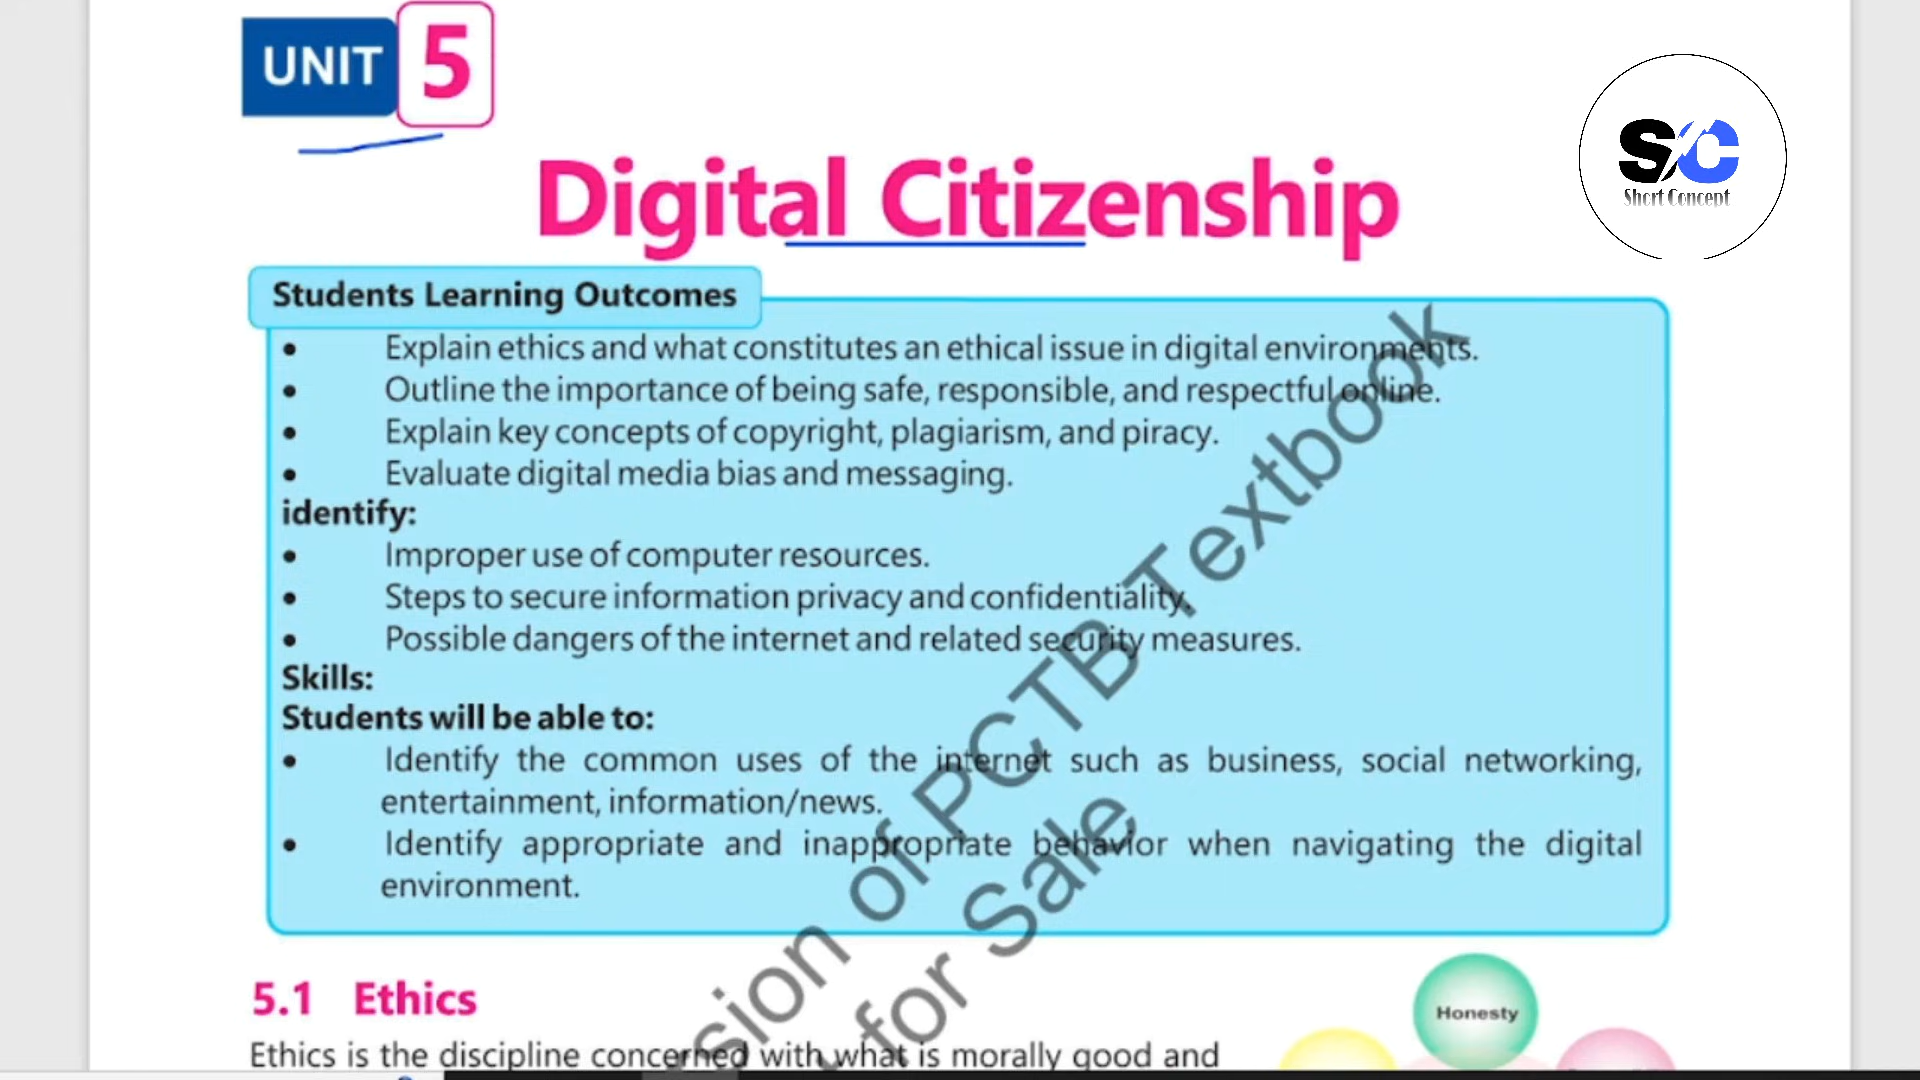 UNIT 5
Digital Citizenship
S/C
Short Concept
Students Learning Outcomes
• Explain ethics and what constitutes an ethical issue in digital environments.
• Outline the importance of being safe, responsible, and respectful online.
• Explain key concepts of copyright, plagiarism, and piracy.
• Evaluate digital media bias and messaging.
identify:
• Improper use of computer resources.
• Steps to secure information privacy and confidentiality.
• Possible dangers of the internet and related security measures.
Skills:
Students will be able to:
• Identify the common uses of the internet such as business, social networking,
entertainment, information/news.
• Identify appropriate and inappropriate behavior when navigating the digital
environment.
of PCTB Textbook
for Sale
5.1 Ethics
Honesty
Ethics is the discipline concerned with what is morally good and